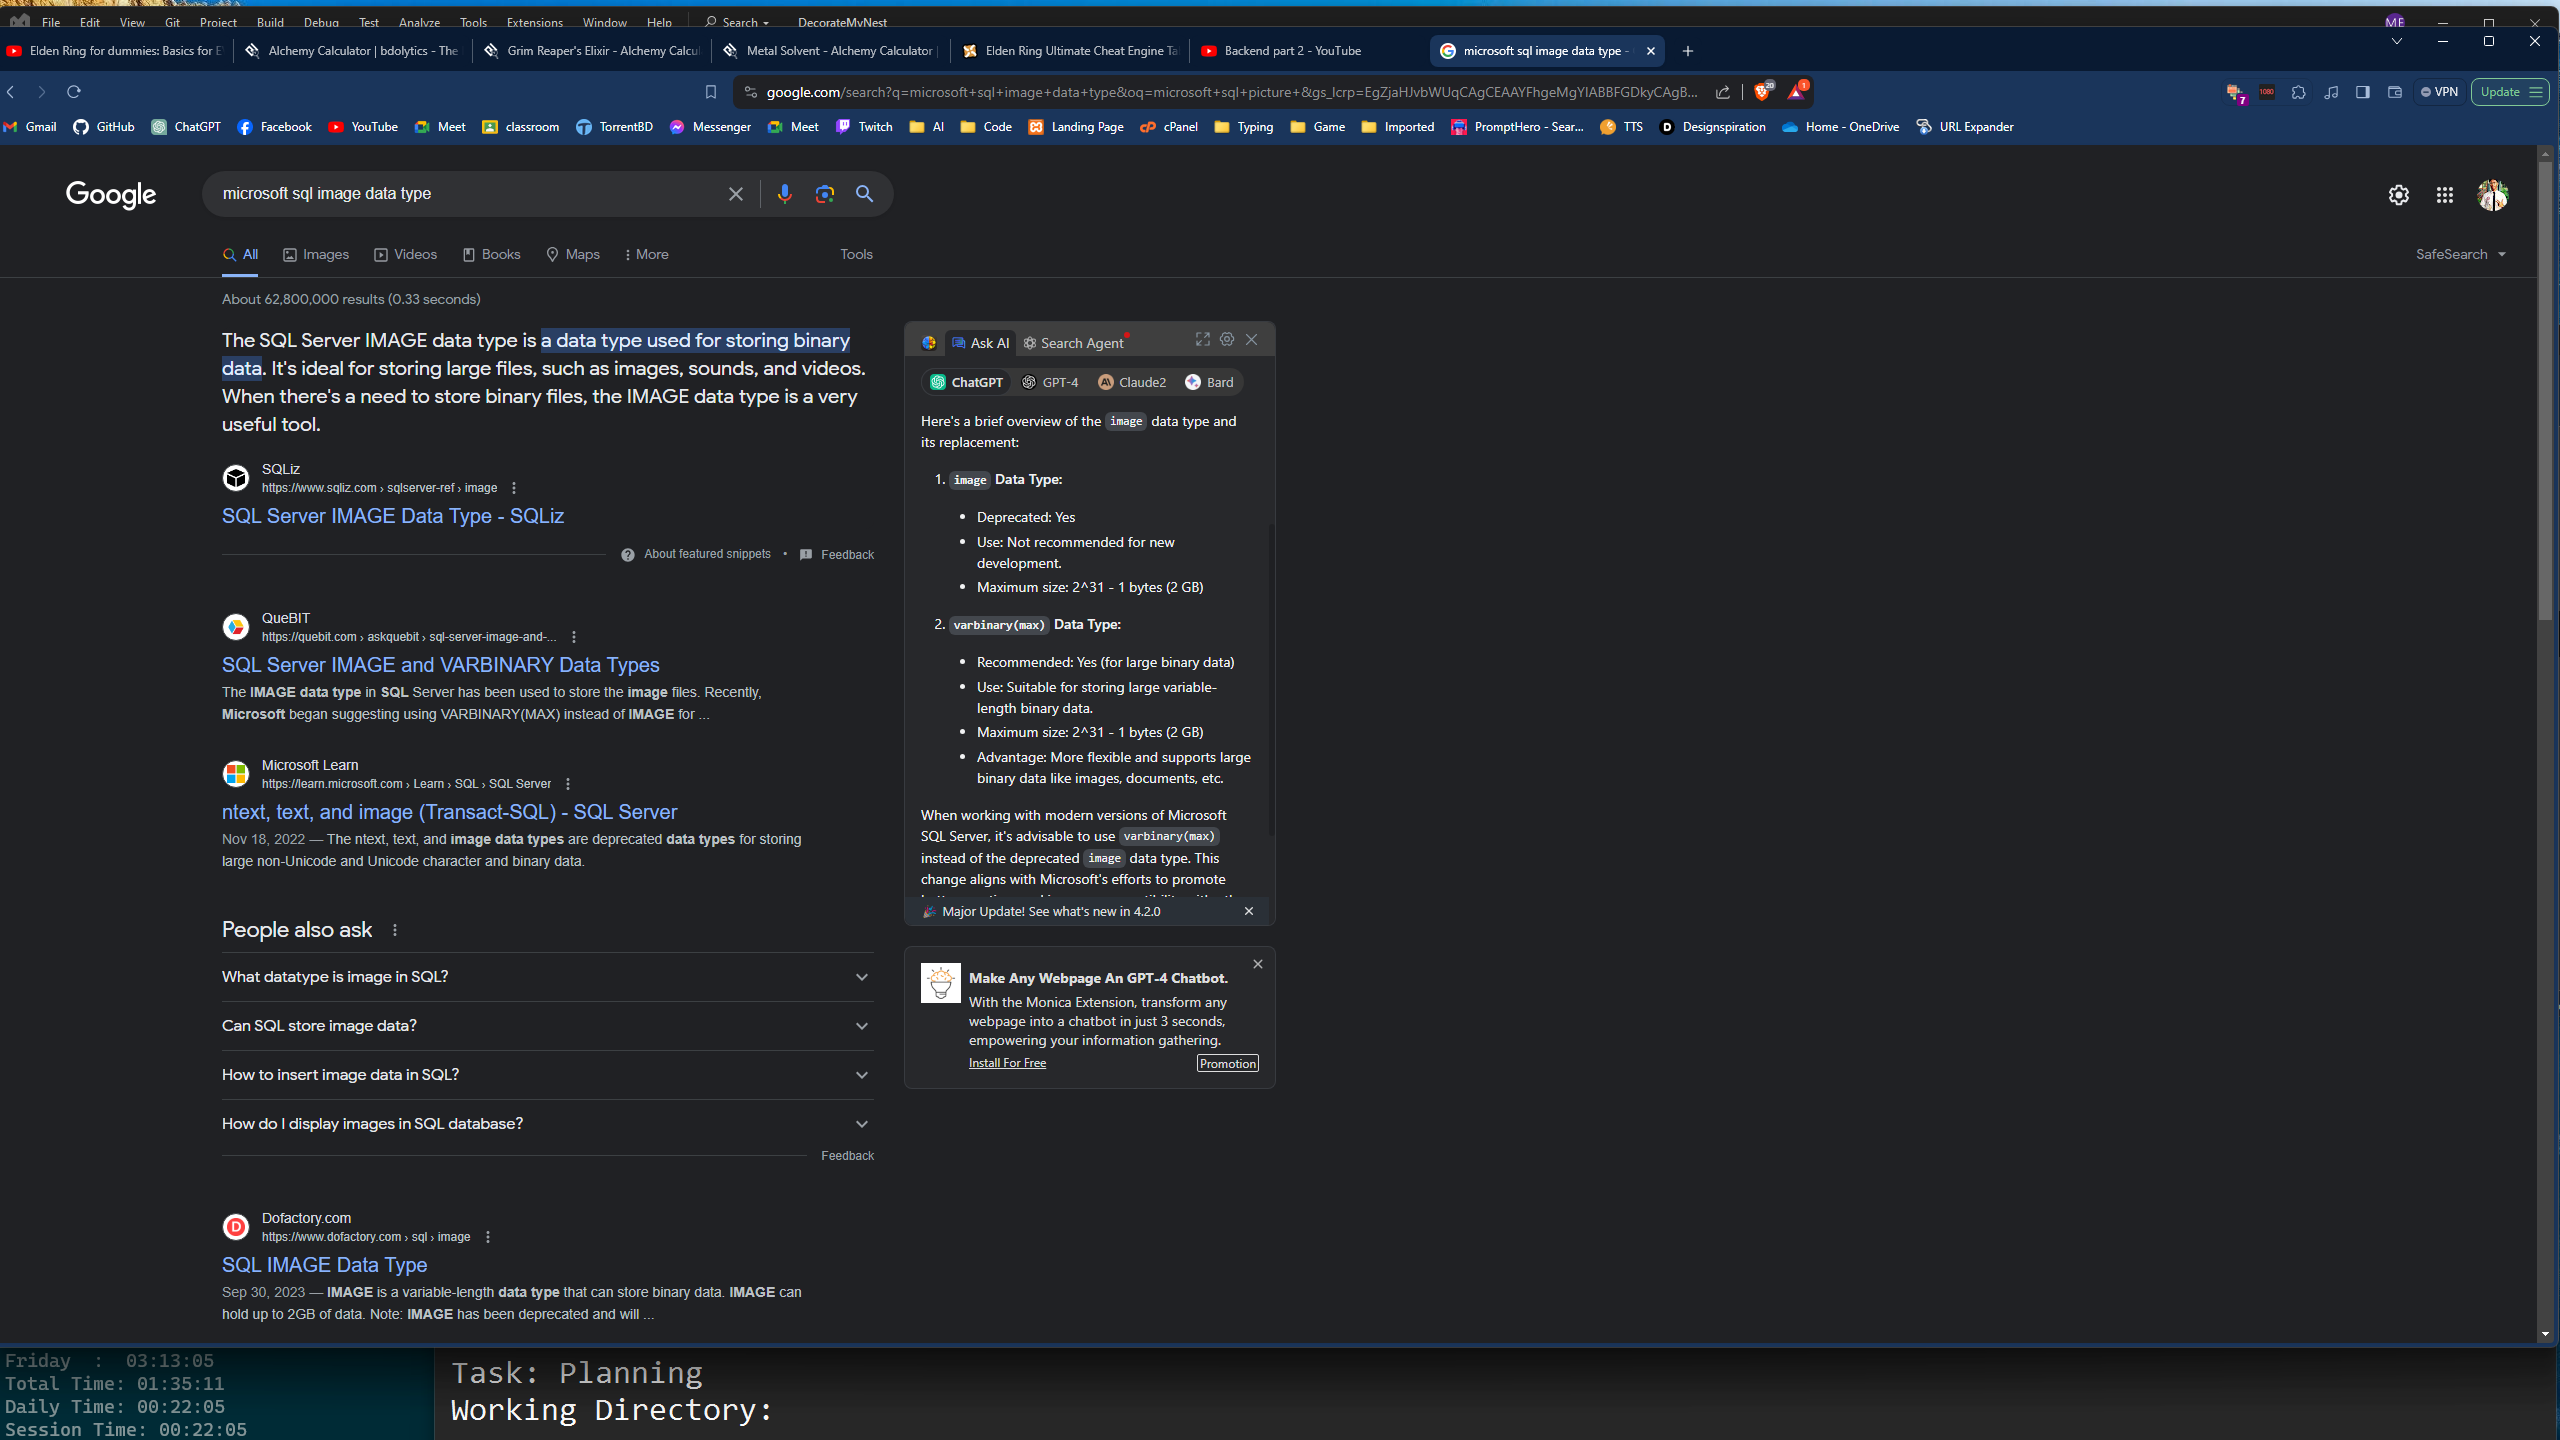 File Edit View Git Project Build Debug Test Analyze Tools Extensions Window Help Search DecorateMyNest
ME
Elden Ring for dummies: Basics for E
Alchemy Calculator | bdolytics - The
Grim Reaper's Elixir - Alchemy Calcu
Metal Solvent - Alchemy Calculator |
Elden Ring Ultimate Cheat Engine Ta
Backend part 2 - YouTube
microsoft sql image data type -
google.com/search?q=microsoft+sql+image+data+type&oq=microsoft+sql+picture+&gs_lcrp=EgZjaHJvbWUqCAgCEAAYFhgeMgYIABBFGDkyCAgB...
20
1
7
1080
VPN
Update
Gmail GitHub ChatGPT Facebook YouTube Meet classroom TorrentBD Messenger Meet Twitch AI Code Landing Page cPanel Typing Game Imported PromptHero - Sear... TTS Designspiration Home - OneDrive URL Expander
Google
microsoft sql image data type
All Images Videos Books Maps More Tools
SafeSearch
About 62,800,000 results (0.33 seconds)
The SQL Server IMAGE data type is a data type used for storing binary
data. It's ideal for storing large files, such as images, sounds, and videos.
When there's a need to store binary files, the IMAGE data type is a very
useful tool.
SQLiz
https://www.sqliz.com › sqlserver-ref › image
SQL Server IMAGE Data Type - SQLiz
About featured snippets • Feedback
QueBIT
https://quebit.com › askquebit › sql-server-image-and-...
SQL Server IMAGE and VARBINARY Data Types
The IMAGE data type in SQL Server has been used to store the image files. Recently,
Microsoft began suggesting using VARBINARY(MAX) instead of IMAGE for ...
Microsoft Learn
https://learn.microsoft.com › Learn › SQL › SQL Server
ntext, text, and image (Transact-SQL) - SQL Server
Nov 18, 2022 — The ntext, text, and image data types are deprecated data types for storing
large non-Unicode and Unicode character and binary data.
People also ask
What datatype is image in SQL?
Can SQL store image data?
How to insert image data in SQL?
How do I display images in SQL database?
Feedback
Dofactory.com
https://www.dofactory.com › sql › image
SQL IMAGE Data Type
Sep 30, 2023 — IMAGE is a variable-length data type that can store binary data. IMAGE can
hold up to 2GB of data. Note: IMAGE has been deprecated and will ...
Ask AI Search Agent
ChatGPT GPT-4 Claude2 Bard
Here's a brief overview of the image data type and
its replacement:
1. image Data Type:
• Deprecated: Yes
• Use: Not recommended for new
development.
• Maximum size: 2^31 - 1 bytes (2 GB)
2. varbinary(max) Data Type:
• Recommended: Yes (for large binary data)
• Use: Suitable for storing large variable-
length binary data.
• Maximum size: 2^31 - 1 bytes (2 GB)
• Advantage: More flexible and supports large
binary data like images, documents, etc.
When working with modern versions of Microsoft
SQL Server, it's advisable to use varbinary(max)
instead of the deprecated image data type. This
change aligns with Microsoft's efforts to promote
Major Update! See what's new in 4.2.0
Make Any Webpage An GPT-4 Chatbot.
With the Monica Extension, transform any
webpage into a chatbot in just 3 seconds,
empowering your information gathering.
Install For Free
Promotion
Friday : 03:13:05
Total Time: 01:35:11
Daily Time: 00:22:05
Session Time: 00:22:05
Task: Planning
Working Directory: